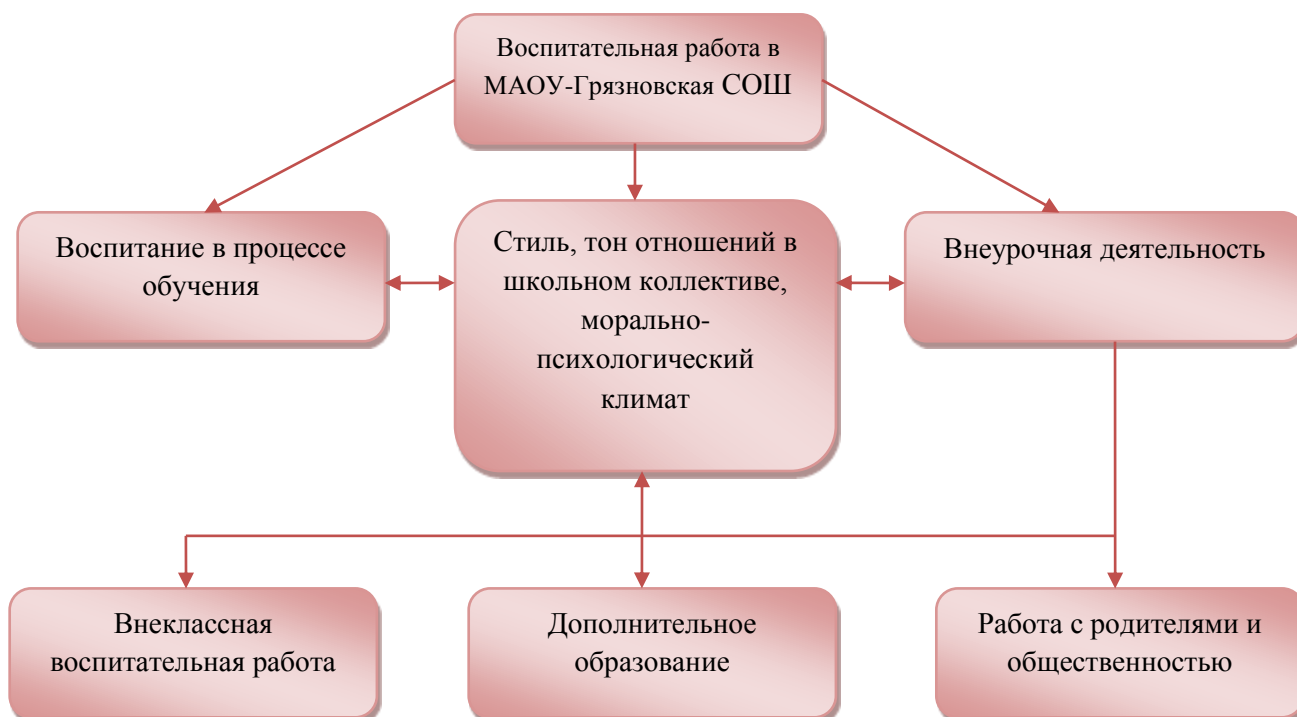 Воспитательная работа в
МАОУ-Грязновская СОШ
Воспитание в процессе
обучения
Стиль, тон отношений в
школьном коллективе,
морально-
психологический
климат
Внеурочная деятельность
Внеклассная
воспитательная работа
Дополнительное
образование
Работа с родителями и
общественностью